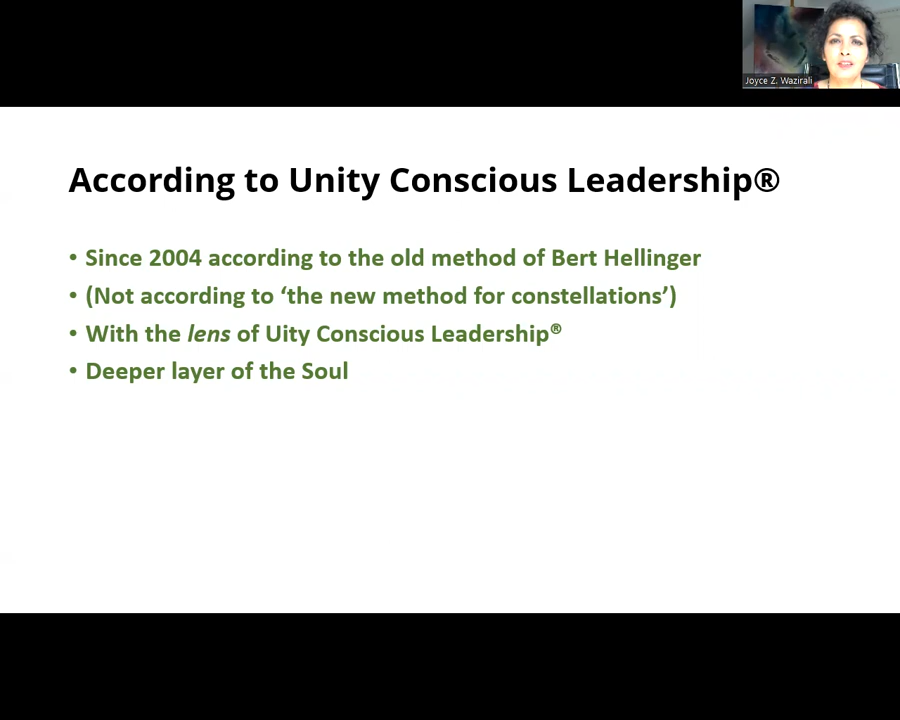 Joyce Z. Wazirali
According to Unity Conscious Leadership®
• Since 2004 according to the old method of Bert Hellinger
• (Not according to ‘the new method for constellations’)
• With the lens of Uity Conscious Leadership®
• Deeper layer of the Soul